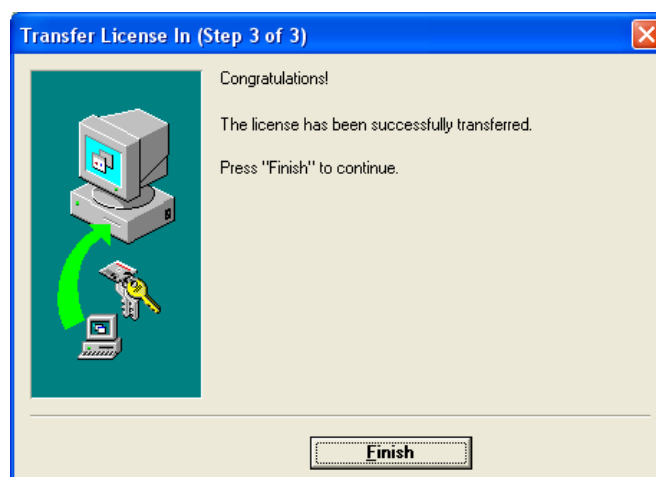 Transfer License In (Step 3 of 3)
Congratulations!
The license has been successfully transferred.
Press "Finish" to continue.
Finish